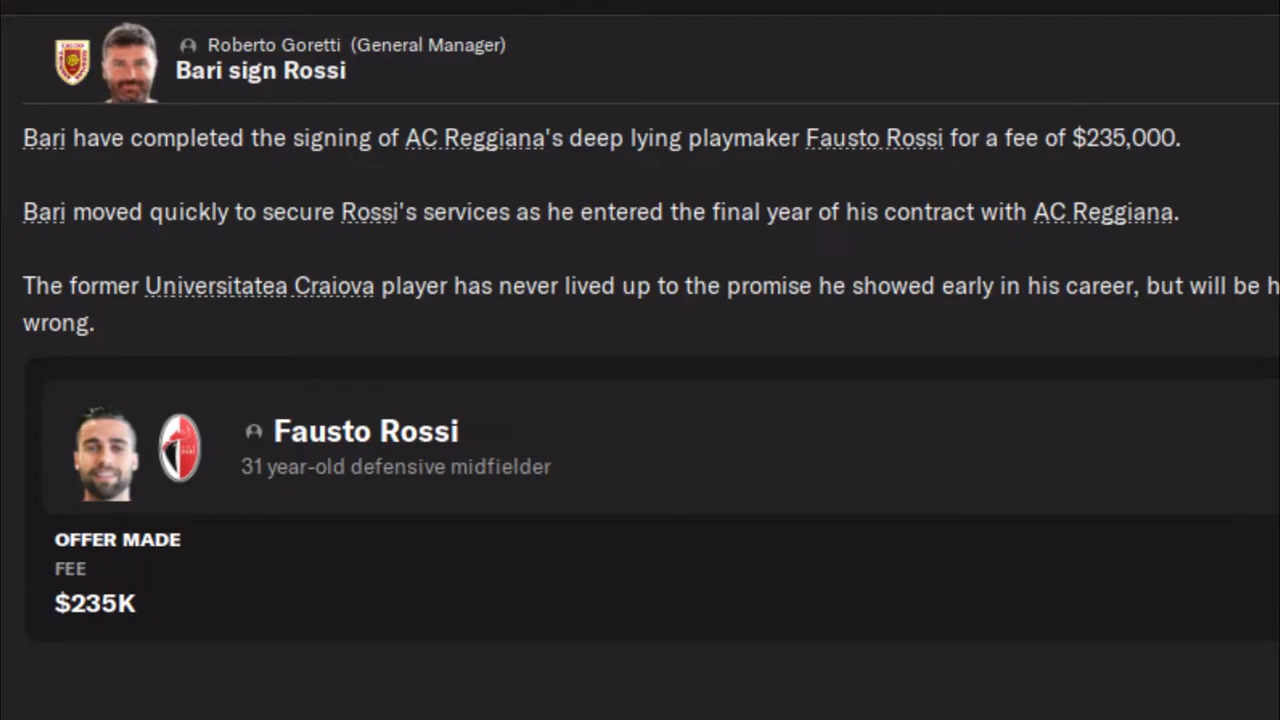 Roberto Goretti (General Manager)
Bari sign Rossi
Bari have completed the signing of AC Reggiana's deep lying playmaker Fausto Rossi for a fee of $235,000.
Bari moved quickly to secure Rossi's services as he entered the final year of his contract with AC Reggiana.
The former Universitatea Craiova player has never lived up to the promise he showed early in his career, but will be
wrong.
Fausto Rossi
31 year-old defensive midfielder
OFFER MADE
FEE
$235K